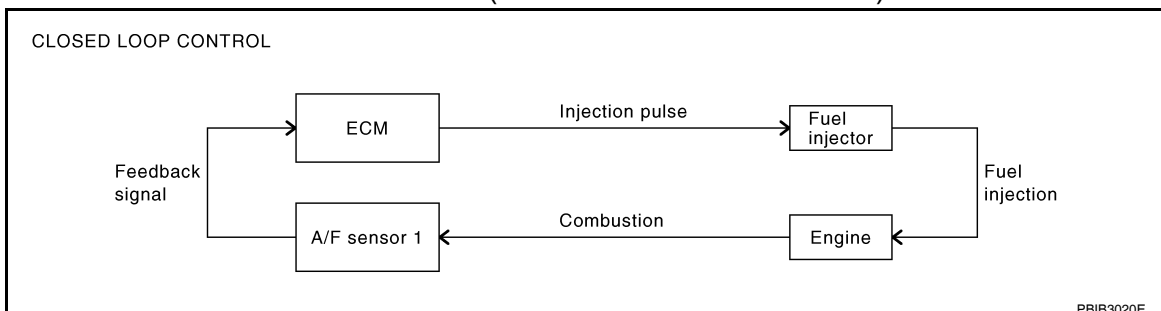 CLOSED LOOP CONTROL
ECM
Injection pulse
Fuel
injector
Feedback
signal
Fuel
injection
A/F sensor 1
Combustion
Engine
PBIB3020E